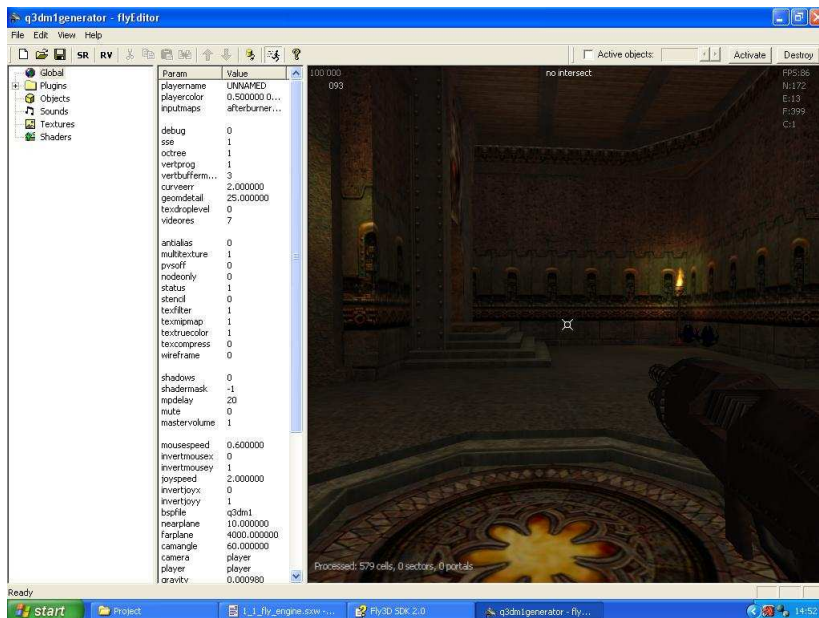 q3dm1generator - flyEditor
File Edit View Help
SR RV Active objects: Activate Destroy
Global
Plugins
Objects
Sounds
Textures
Shaders
Param Value
playername UNNAMED
playercolor 0.500000 0...
inputmaps afterburner...
debug 0
sse 1
octree 1
vertprog 1
vertbufferm... 3
curveerr 2.000000
geomdetail 25.000000
texdroplevel 0
videores 7
antialias 0
multitexture 1
pvsoff 0
nodeonly 0
status 1
stencil 0
texfilter 1
texmipmap 1
textruecolor 1
texcompress 0
wireframe 0
shadows 0
shadermask -1
mpdelay 20
mute 0
mastervolume 1
mousespeed 0.600000
invertmousex 0
invertmousey 1
joyspeed 2.000000
invertjoyx 0
invertjoyy 1
bspfile q3dm1
nearplane 10.000000
farplane 4000.000000
camangle 60.000000
camera player
player player
gravity 0.000980
100 000 no intersect FPS:86
093 N:172
E:13
F:399
C:1
Processed: 579 cells, 0 sectors, 0 portals
Ready
start Project 1_1_fly_engine.sxw -... Fly3D SDK 2.0 q3dm1generator - fly... 14:52